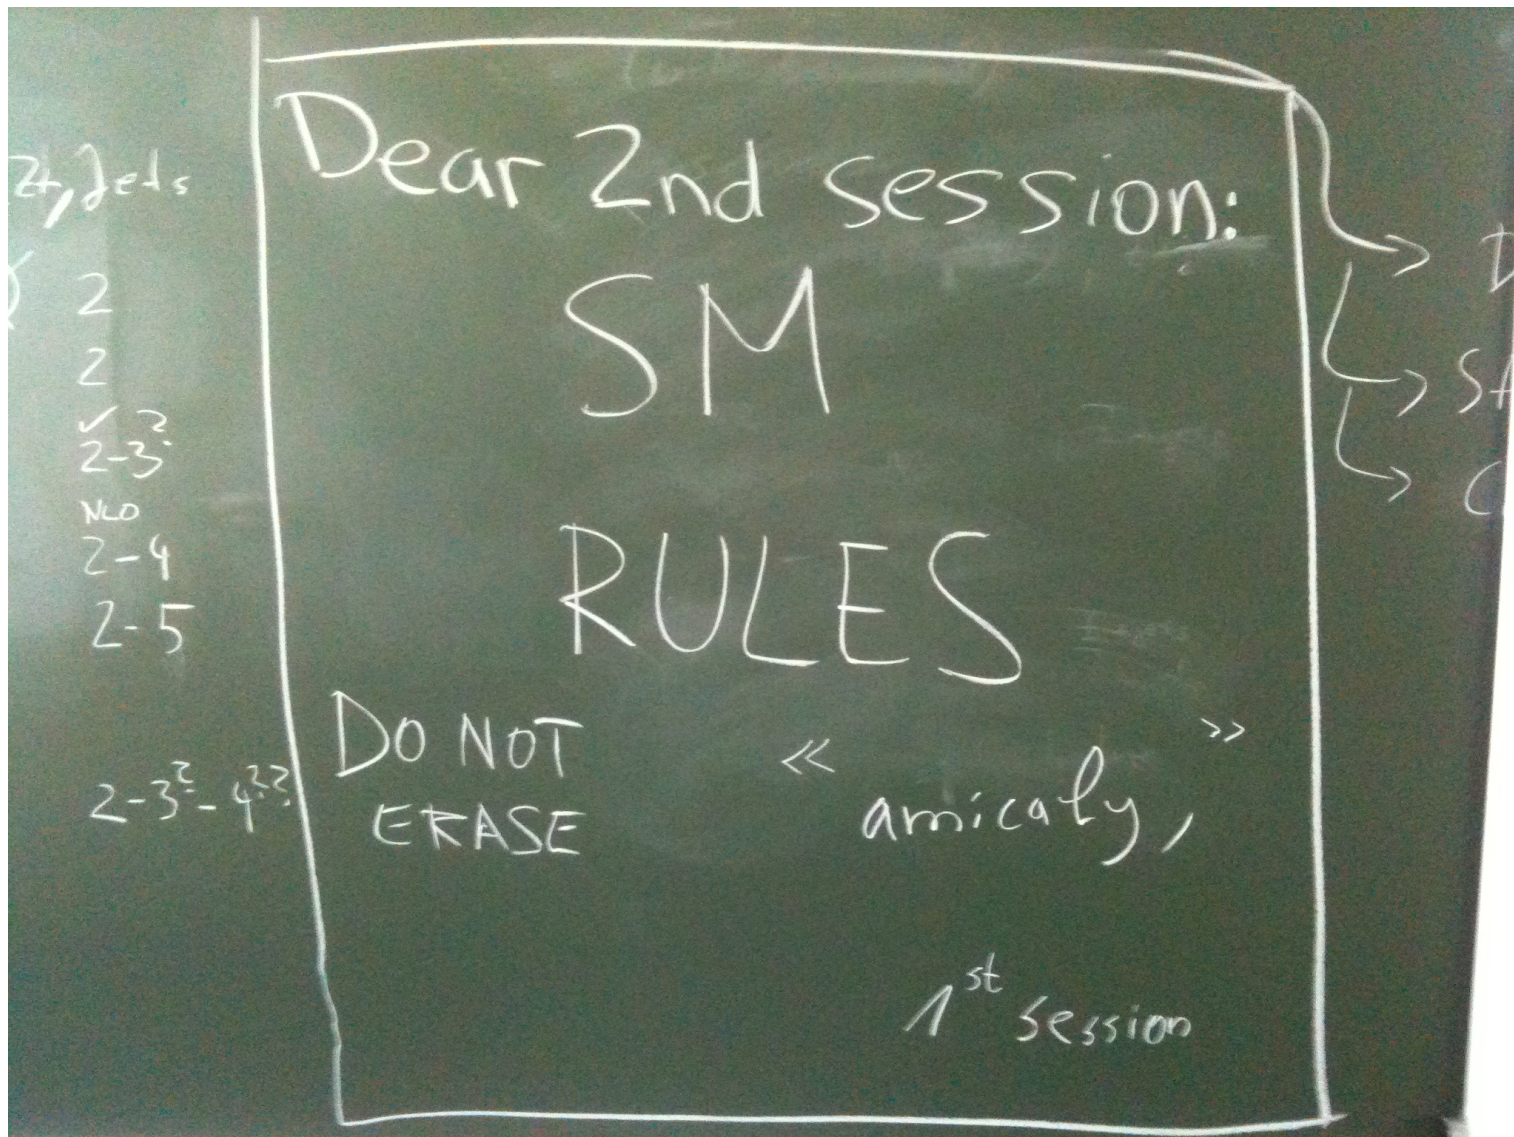 Dear 2nd session:
SM
RULES
DO NOT
ERASE
« amicaly, »
1st session
Jets
2
2
✓ ?
2-3
NLO
2-4
2-5
2-3?-4??